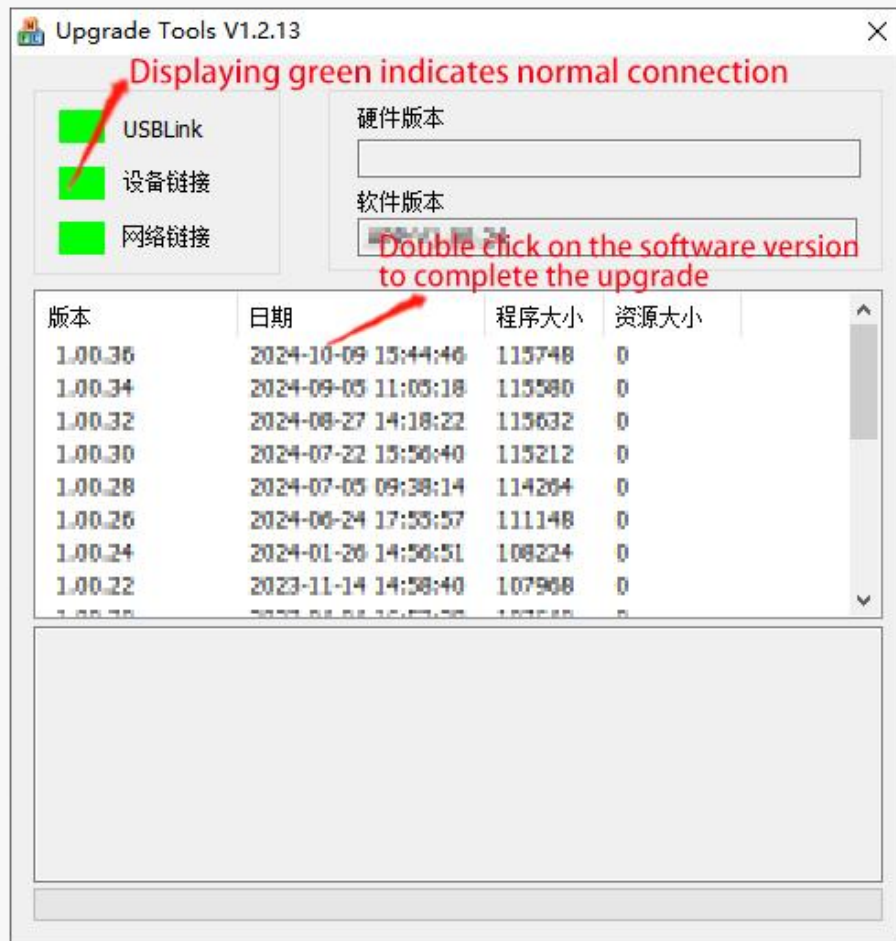 Upgrade Tools V1.2.13
Displaying green indicates normal connection
USBLink
设备链接
网络链接
硬件版本
软件版本
Double click on the software version
to complete the upgrade
版本 日期 程序大小 资源大小
1.00.36 2024-10-09 15:44:46 115748 0
1.00.34 2024-09-05 11:05:18 115580 0
1.00.32 2024-08-27 14:18:22 115632 0
1.00.30 2024-07-22 15:56:40 115212 0
1.00.28 2024-07-05 09:38:14 114264 0
1.00.26 2024-06-24 17:55:57 111148 0
1.00.24 2024-01-26 14:56:51 108224 0
1.00.22 2023-11-14 14:58:40 107968 0